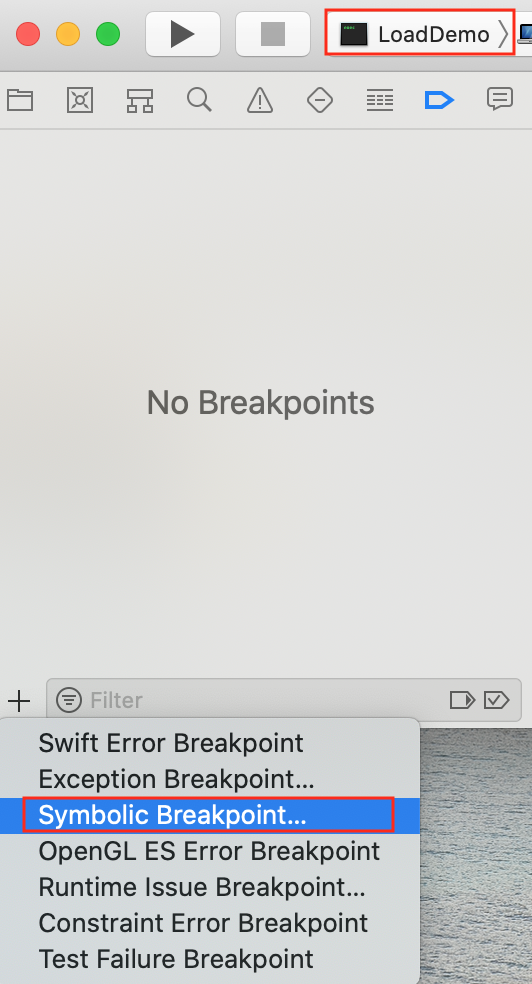 LoadDemo
No Breakpoints
Filter
Swift Error Breakpoint
Exception Breakpoint...
Symbolic Breakpoint...
OpenGL ES Error Breakpoint
Runtime Issue Breakpoint...
Constraint Error Breakpoint
Test Failure Breakpoint